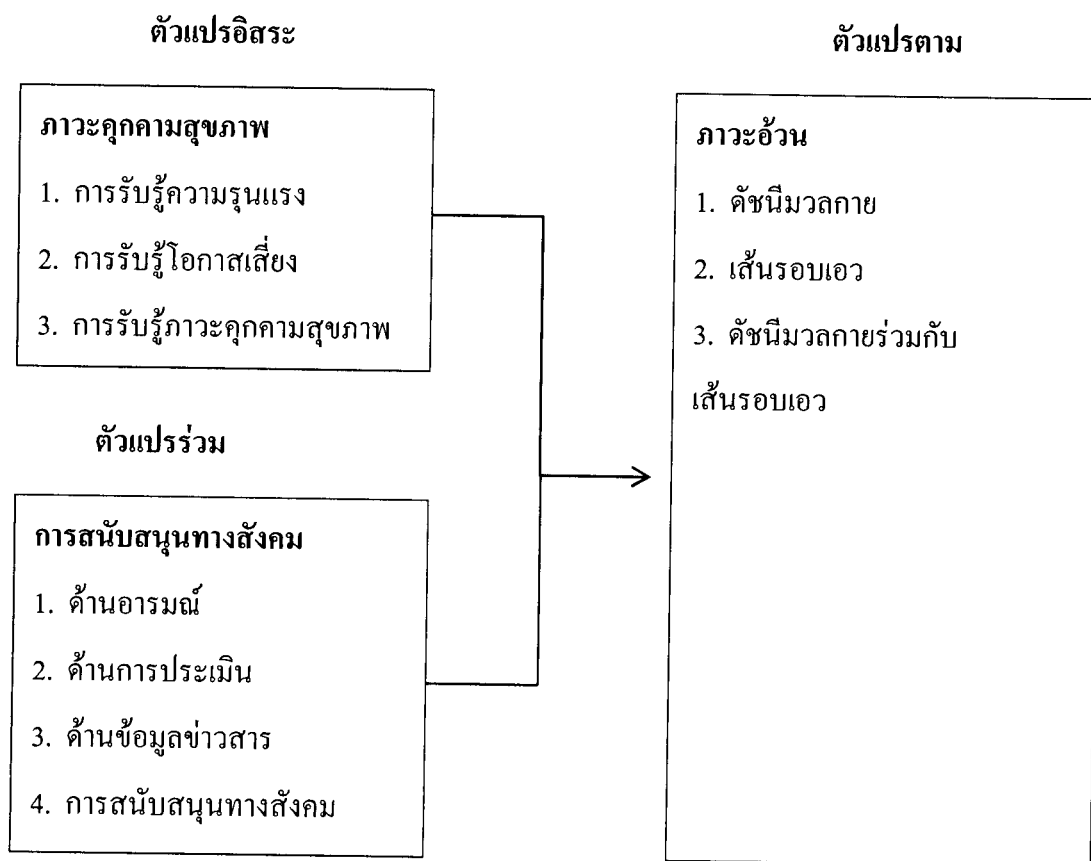 ตัวแปรอิสระ
ภาวะคุกคามสุขภาพ
1. การรับรู้ความรุนแรง
2. การรับรู้โอกาสเสี่ยง
3. การรับรู้ภาวะคุกคามสุขภาพ
ตัวแปรร่วม
การสนับสนุนทางสังคม
1. ด้านอารมณ์
2. ด้านการประเมิน
3. ด้านข้อมูลข่าวสาร
4. การสนับสนุนทางสังคม
ตัวแปรตาม
ภาวะอ้วน
1. ดัชนีมวลกาย
2. เส้นรอบเอว
3. ดัชนีมวลกายร่วมกับ
เส้นรอบเอว